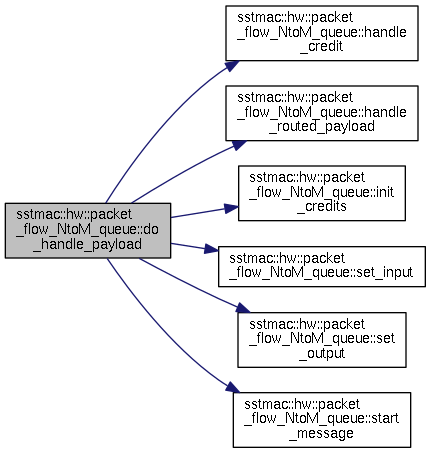 sstmac::hw::packet
_flow_NtoM_queue::handle
_credit
sstmac::hw::packet
_flow_NtoM_queue::handle
_routed_payload
sstmac::hw::packet
_flow_NtoM_queue::init
_credits
sstmac::hw::packet
_flow_NtoM_queue::do
_handle_payload
sstmac::hw::packet
_flow_NtoM_queue::set_input
sstmac::hw::packet
_flow_NtoM_queue::set
_output
sstmac::hw::packet
_flow_NtoM_queue::start
_message